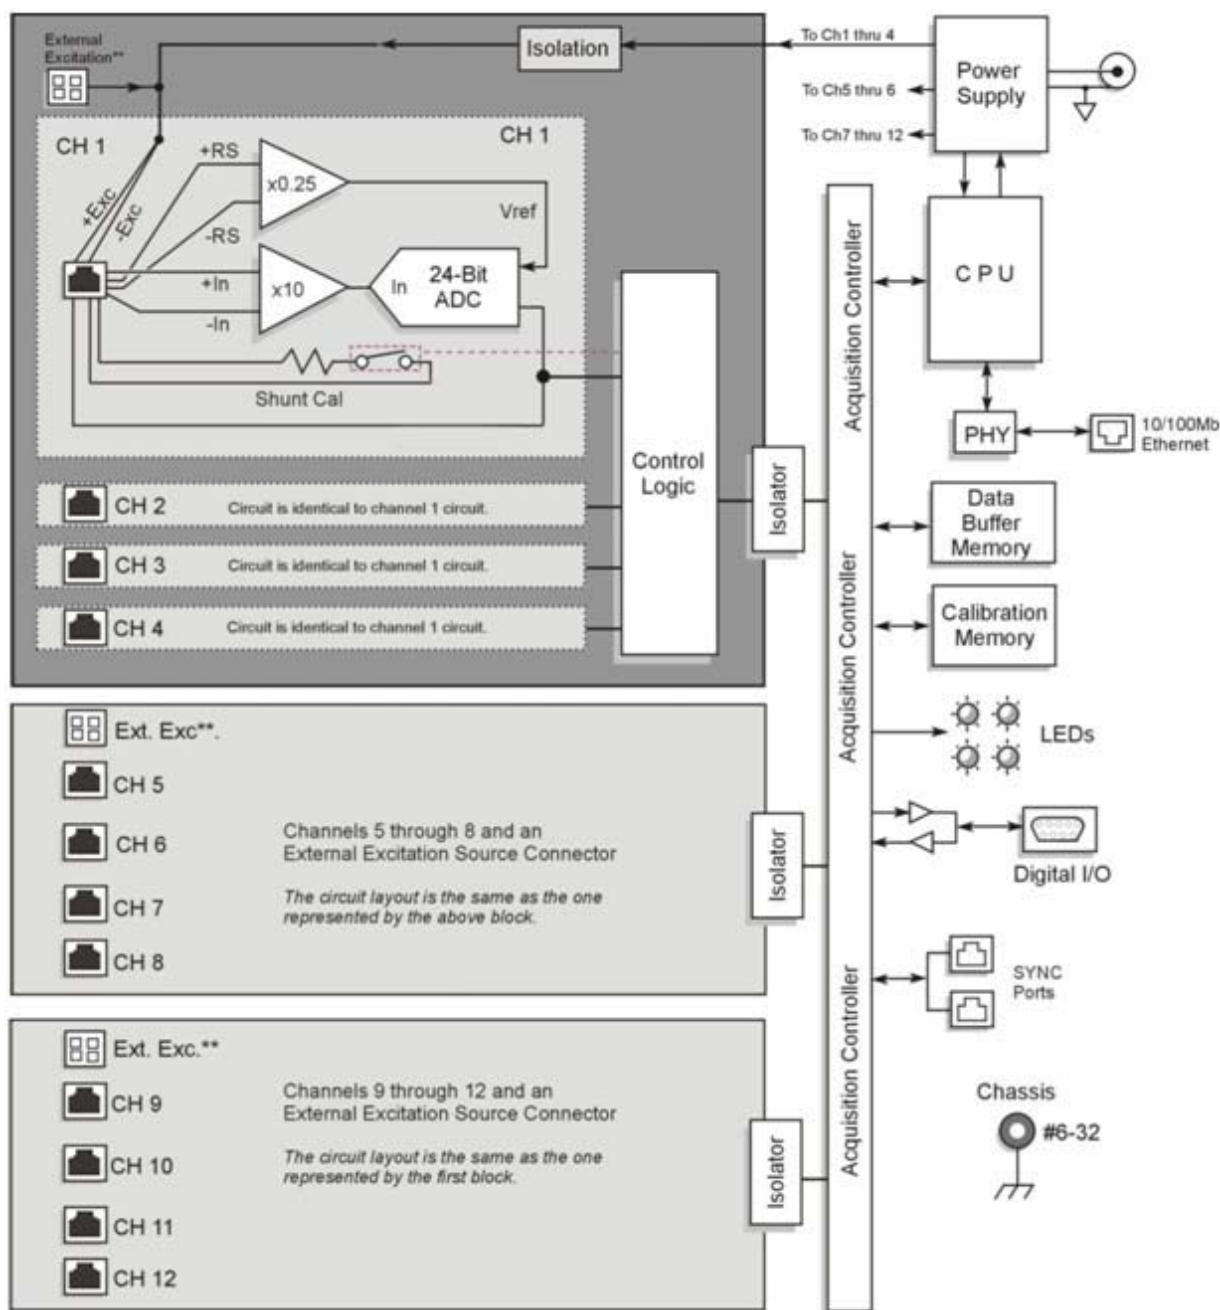 External
Excitation**
Isolation
To Ch1 thru 4
To Ch5 thru 6
To Ch7 thru 12
Power
Supply
CH 1
CH 1
+RS
x0.25
+Exc
-Exc
-RS
Vref
+In
x10
In
24-Bit
ADC
-In
Shunt Cal
Control
Logic
Isolator
CH 2
Circuit is identical to channel 1 circuit.
CH 3
Circuit is identical to channel 1 circuit.
CH 4
Circuit is identical to channel 1 circuit.
Acquisition Controller
Acquisition Controller
Acquisition Controller
Acquisition Controller
CPU
PHY
10/100Mb
Ethernet
Data
Buffer
Memory
Calibration
Memory
LEDs
Digital I/O
SYNC
Ports
Chassis
#6-32
Ext. Exc**.
CH 5
CH 6
CH 7
CH 8
Channels 5 through 8 and an
External Excitation Source Connector
The circuit layout is the same as the one
represented by the above block.
Isolator
Ext. Exc.**
CH 9
CH 10
CH 11
CH 12
Channels 9 through 12 and an
External Excitation Source Connector
The circuit layout is the same as the one
represented by the first block.
Isolator